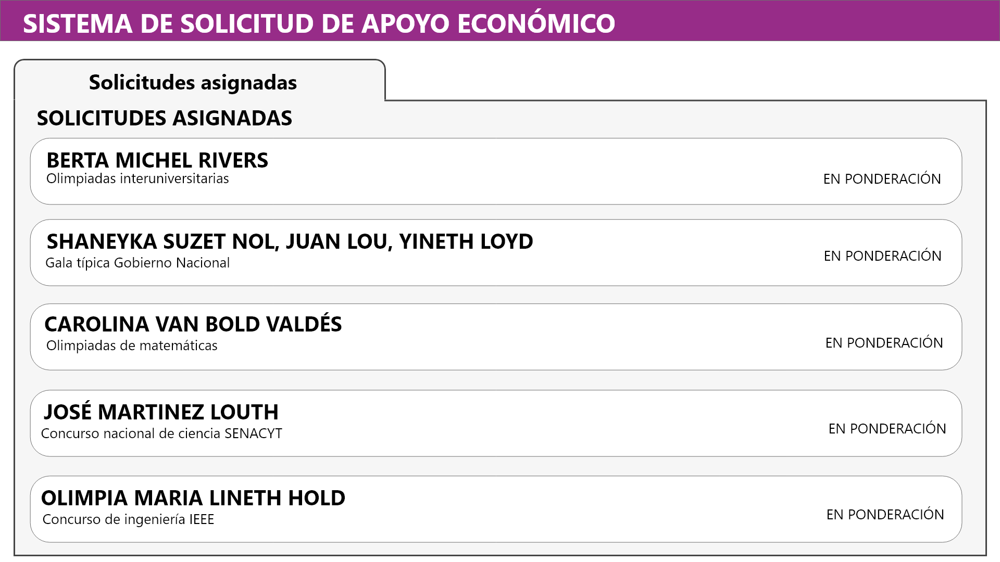 SISTEMA DE SOLICITUD DE APOYO ECONÓMICO
Solicitudes asignadas
SOLICITUDES ASIGNADAS
BERTA MICHEL RIVERS
Olimpiadas interuniversitarias
EN PONDERACIÓN
SHANEYKA SUZET NOL, JUAN LOU, YINETH LOYD
Gala típica Gobierno Nacional
EN PONDERACIÓN
CAROLINA VAN BOLD VALDÉS
Olimpiadas de matemáticas
EN PONDERACIÓN
JOSÉ MARTINEZ LOUTH
Concurso nacional de ciencia SENACYT
EN PONDERACIÓN
OLIMPIA MARIA LINETH HOLD
Concurso de ingeniería IEEE
EN PONDERACIÓN